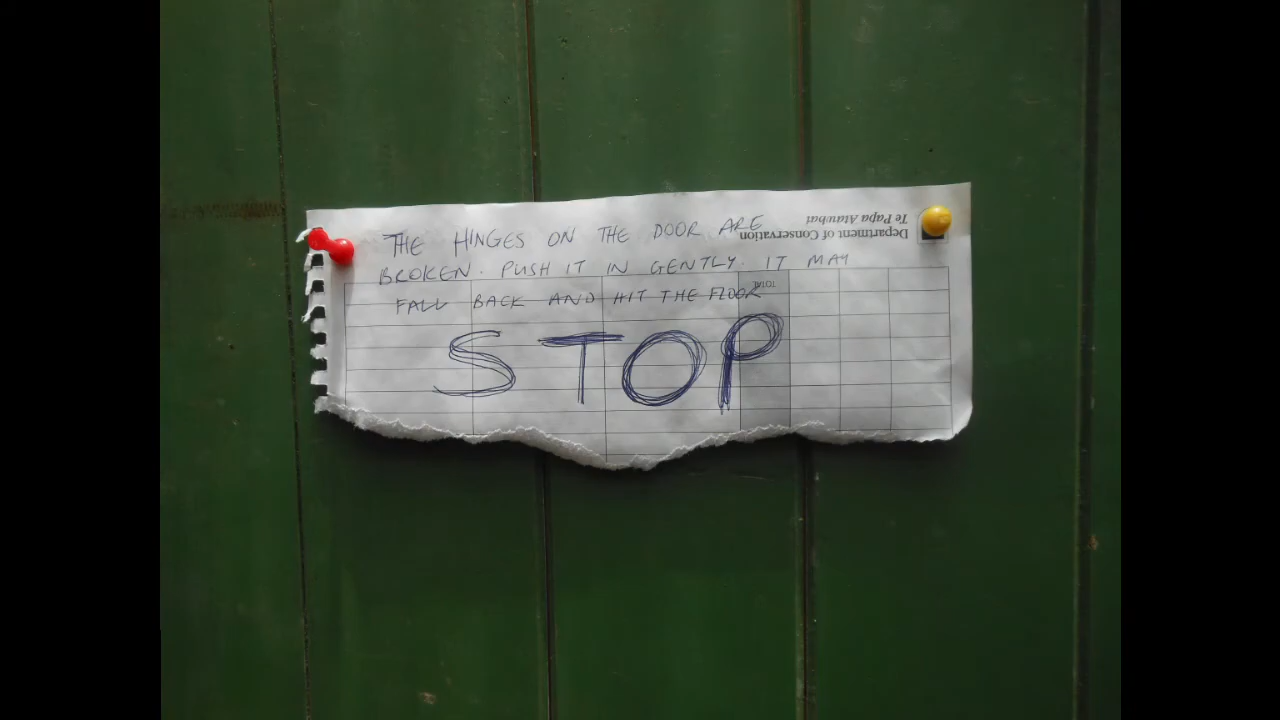 THE HINGES ON THE DOOR ARE
BROKEN. PUSH IT IN GENTLY. IT MAY
FALL BACK AND HIT THE FLOOR
STOP
Department of Conservation
Te Papa Atawhai
TOTAL